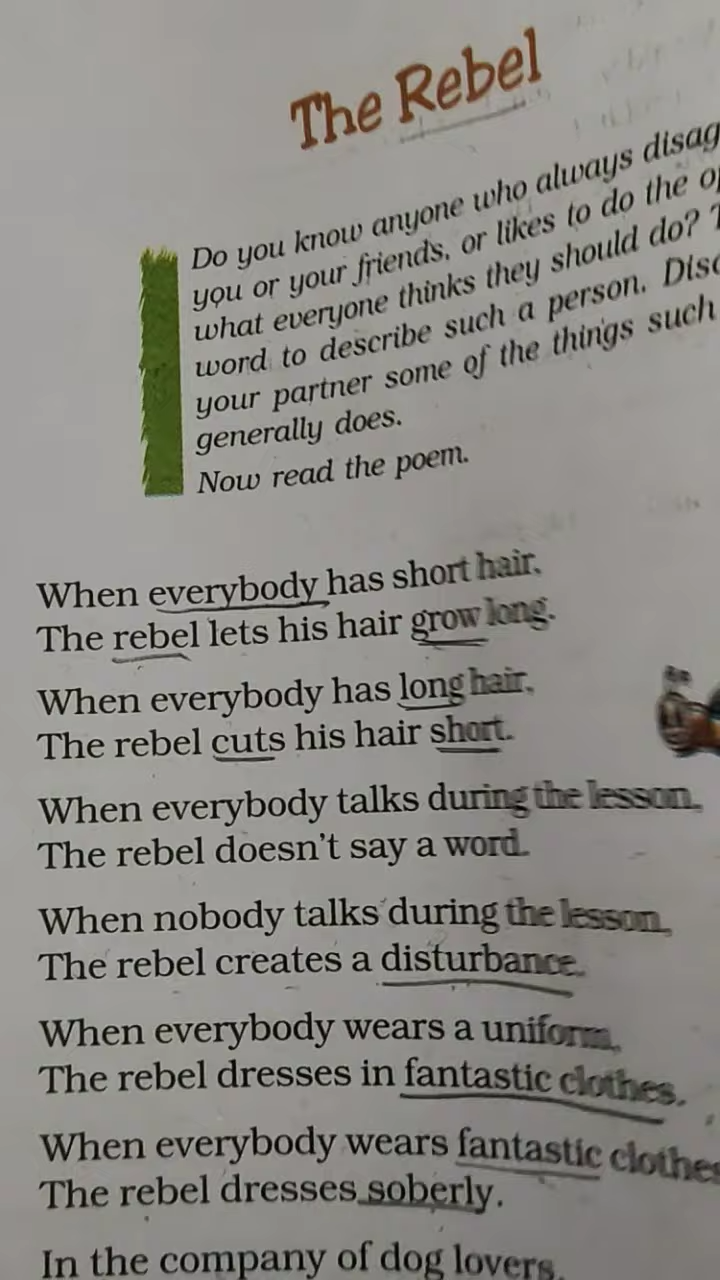 The Rebel
Do you know anyone who always
you or your friends, or likes to do the
what everyone thinks they should do?
word to describe such a person.
your partner some of the things such
generally does.
Now read the poem.
When everybody has short hair,
The rebel lets his hair grow long.
When everybody has long hair,
The rebel cuts his hair short.
When everybody talks during the lesson,
The rebel doesn't say a word.
When nobody talks during the lesson,
The rebel creates a disturbance.
When everybody wears a uniform,
The rebel dresses in fantastic clothes.
When everybody wears fantastic
The rebel dresses soberly.
In the company of dog lovers,